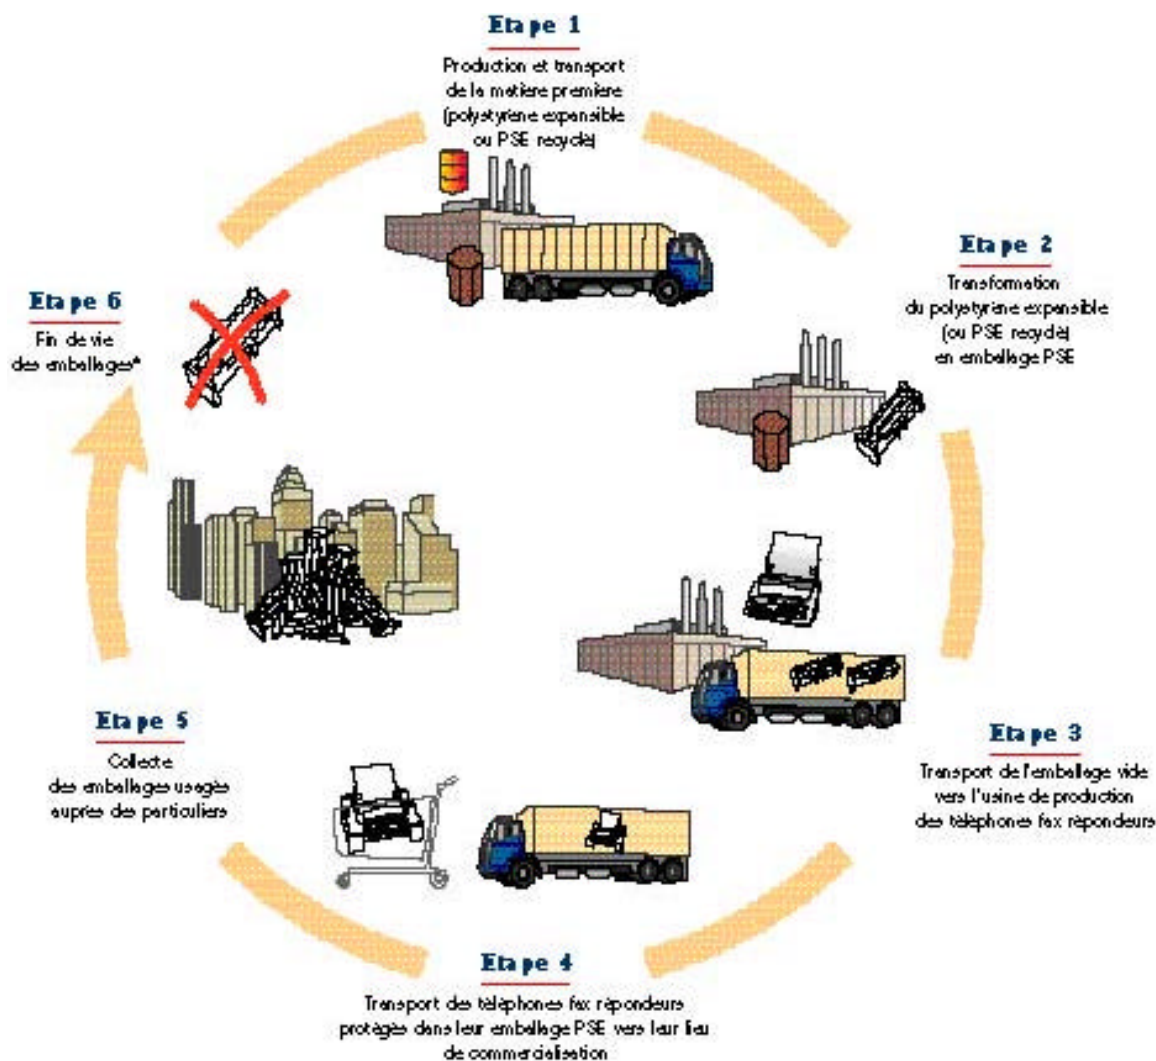 Etape 1
Production et transport
de la matière première
(polystyrène expansible
ou PSE recyclé)
Etape 2
Transformation
du polystyrène expansible
(ou PSE recyclé)
en emballage PSE
Etape 3
Transport de l'emballage vide
vers l'usine de production
des téléphones fax répondeurs
Etape 4
Transport des téléphones fax répondeurs
protégés dans leur emballage PSE vers leur lieu
de commercialisation
Etape 5
Collecte
des emballages usagés
auprès des particuliers
Etape 6
Fin de vie
des emballages*